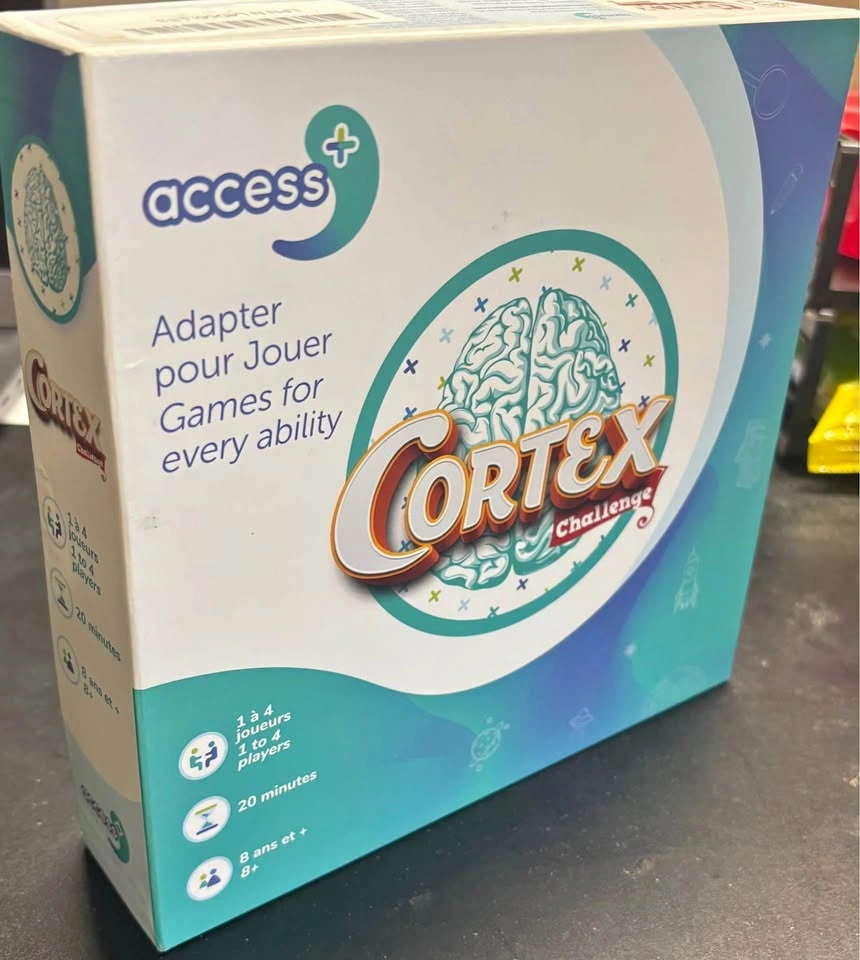 access+
Adapter
pour Jouer
Games for
every ability
CORTEX
Challenge
1 à 4
joueurs
1 to 4
players
20 minutes
8 ans et +
8+
CORTEX
Challenge
1 à 4
joueurs
1 to 4
players
20 minutes
8 ans et +
8+
access+